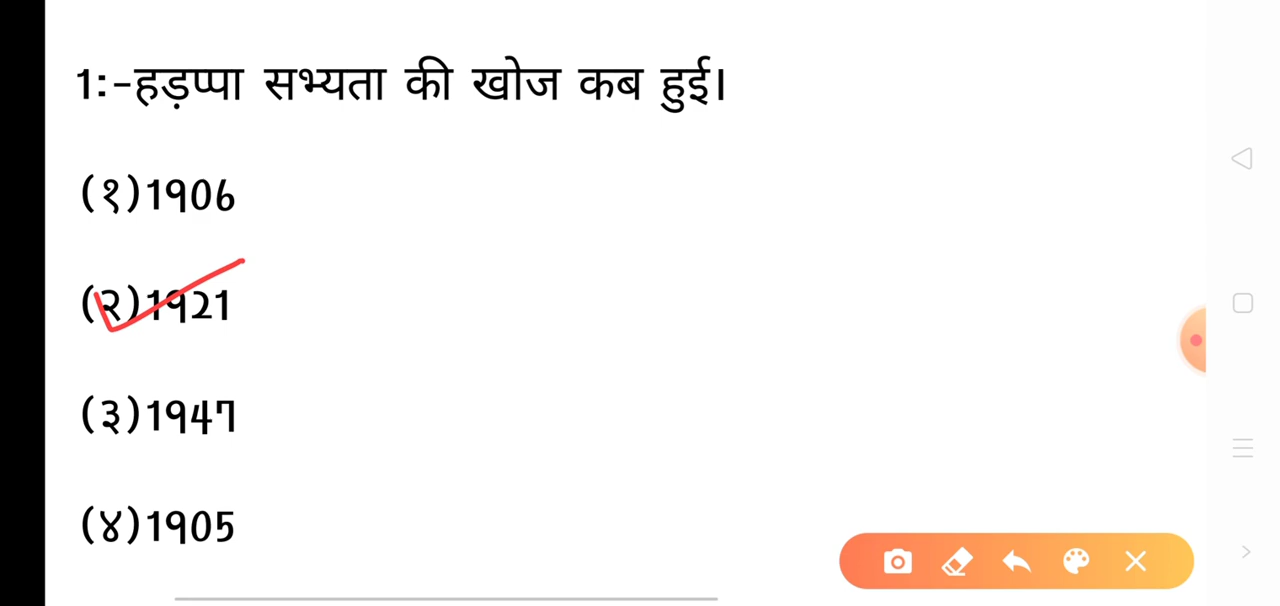 1:-हड़प्पा सभ्यता की खोज कब हुई।
(१)1906
(२)1921
(३)1947
(४)1905